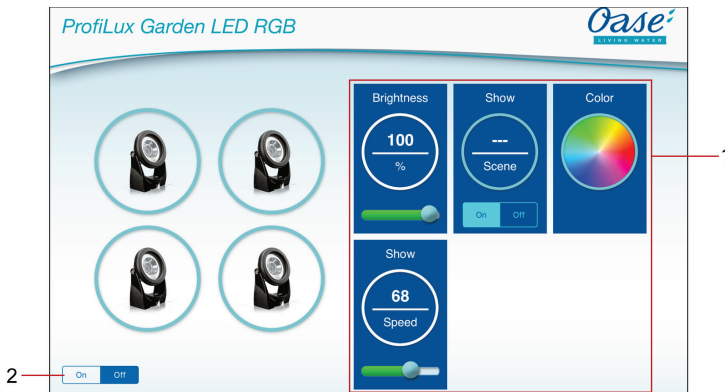 ProfiLux Garden LED RGB
Oase
LIVING WATER
Brightness
100
%
Show
---
Scene
On Off
Color
1
Show
68
Speed
2
On Off